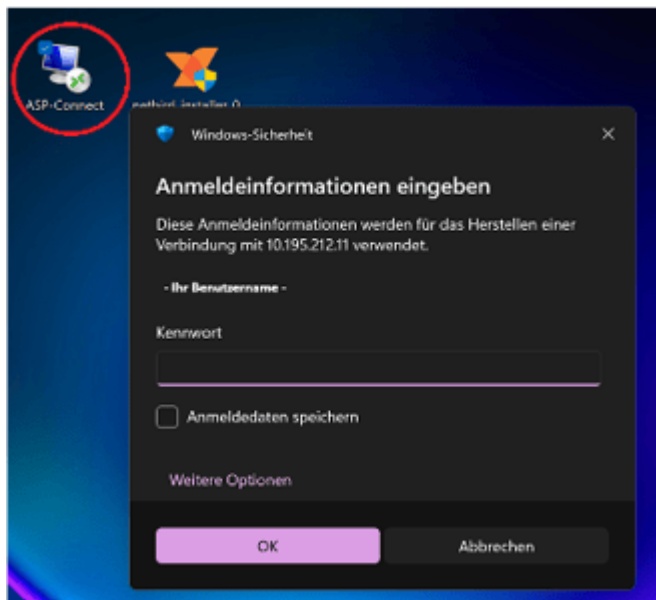 ASP-Connect
netbird_installer_0
Windows-Sicherheit
Anmeldeinformationen eingeben
Diese Anmeldeinformationen werden für das Herstellen einer
Verbindung mit 10.195.212.11 verwendet.
- Ihr Benutzername -
Kennwort
Anmeldedaten speichern
Weitere Optionen
OK
Abbrechen